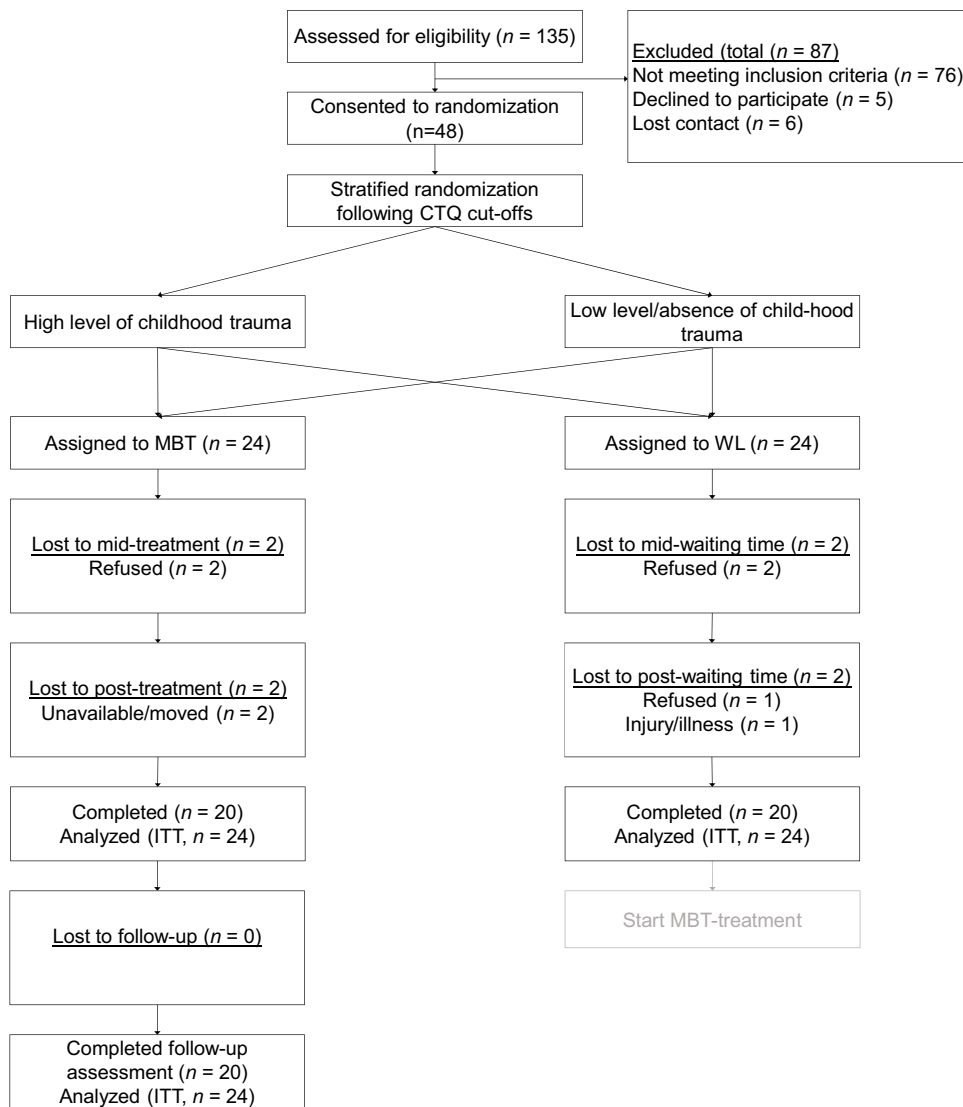 Assessed for eligibility (n = 135)
Excluded (total (n = 87)
Not meeting inclusion criteria (n = 76)
Declined to participate (n = 5)
Lost contact (n = 6)
Consented to randomization
(n=48)
Stratified randomization
following CTQ cut-offs
High level of childhood trauma
Low level/absence of child-hood
trauma
Assigned to MBT (n = 24)
Assigned to WL (n = 24)
Lost to mid-treatment (n = 2)
Refused (n = 2)
Lost to mid-waiting time (n = 2)
Refused (n = 2)
Lost to post-treatment (n = 2)
Unavailable/moved (n = 2)
Lost to post-waiting time (n = 2)
Refused (n = 1)
Injury/illness (n = 1)
Completed (n = 20)
Analyzed (ITT, n = 24)
Completed (n = 20)
Analyzed (ITT, n = 24)
Lost to follow-up (n = 0)
Start MBT-treatment
Completed follow-up
assessment (n = 20)
Analyzed (ITT, n = 24)